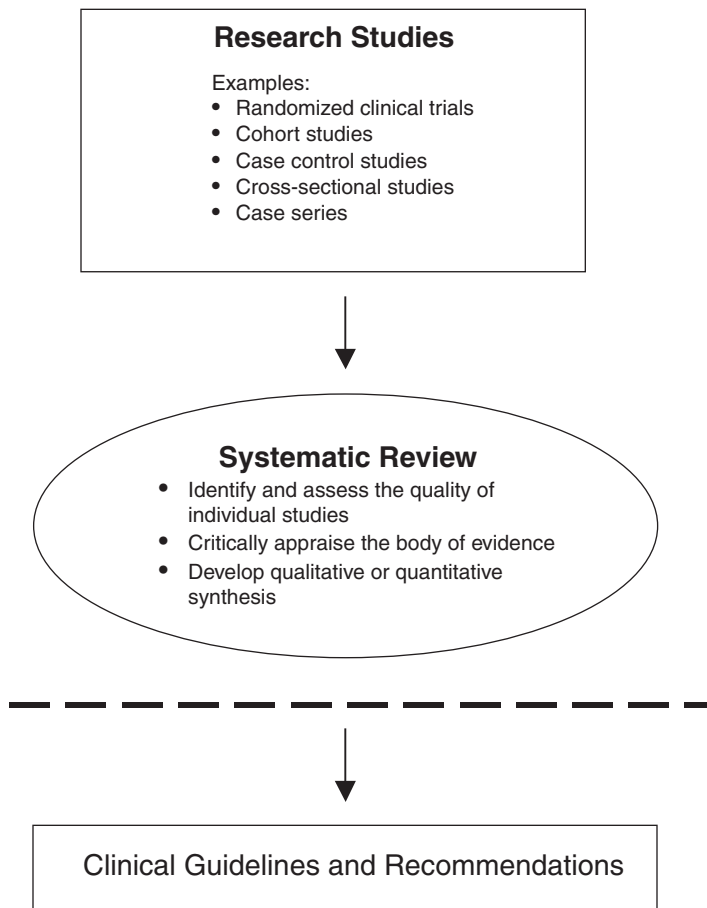 Research Studies
Examples:
• Randomized clinical trials
• Cohort studies
• Case control studies
• Cross-sectional studies
• Case series
Systematic Review
• Identify and assess the quality of
individual studies
• Critically appraise the body of evidence
• Develop qualitative or quantitative
synthesis
Clinical Guidelines and Recommendations